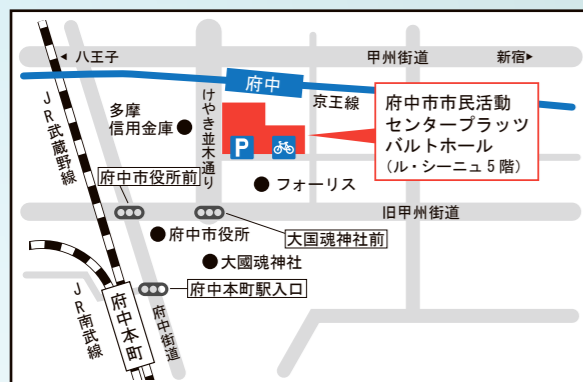 八王子
甲州街道
新宿
府中
京王線
けやき並木通り
多摩
信用金庫
府中市市民活動
センタープラッツ
バルトホール
(ル・シーニュ5階)
P
JR武蔵野線
フォーリス
府中市役所前
旧甲州街道
府中市役所
大国魂神社前
大國魂神社
府中本町駅入口
府中本町
府中街道
JR南武線